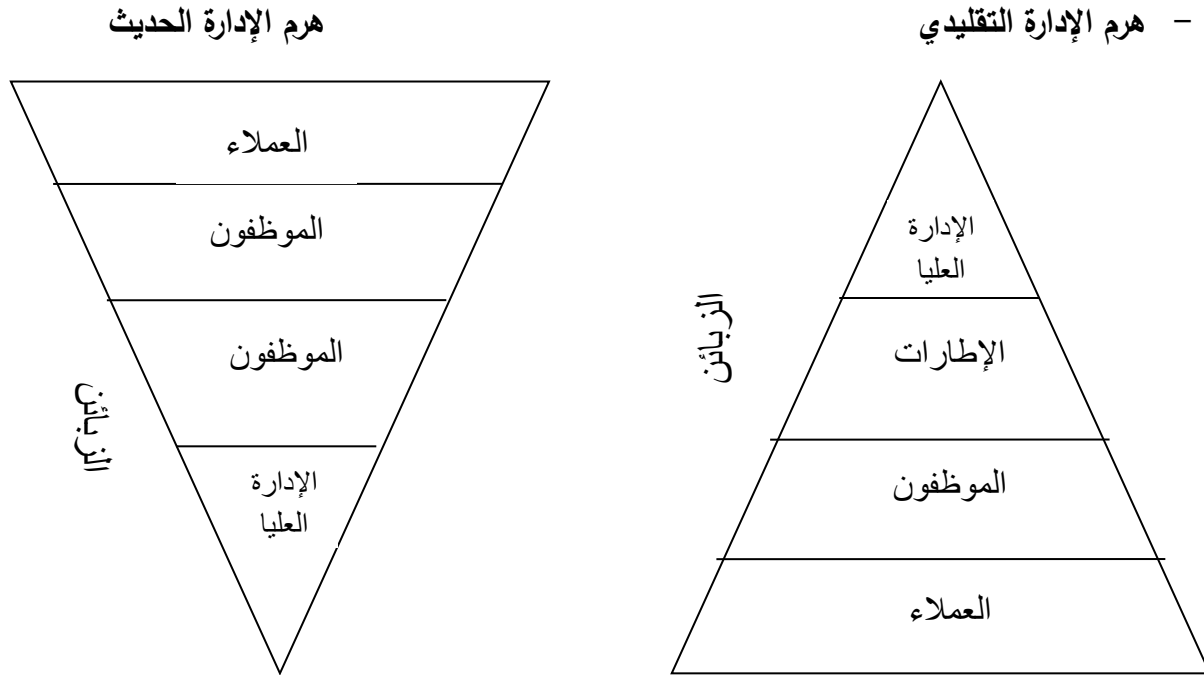 - هرم الإدارة التقليدي
هرم الإدارة الحديث
الإدارة
العليا
الإطارات
الموظفون
العملاء
الزبائن
العملاء
الموظفون
الموظفون
الإدارة
العليا
الزبائن